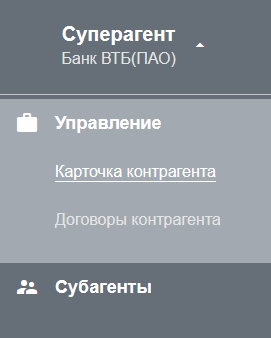 Суперагент
Банк ВТБ(ПАО)
Управление
Карточка контрагента
Договоры контрагента
Субагенты